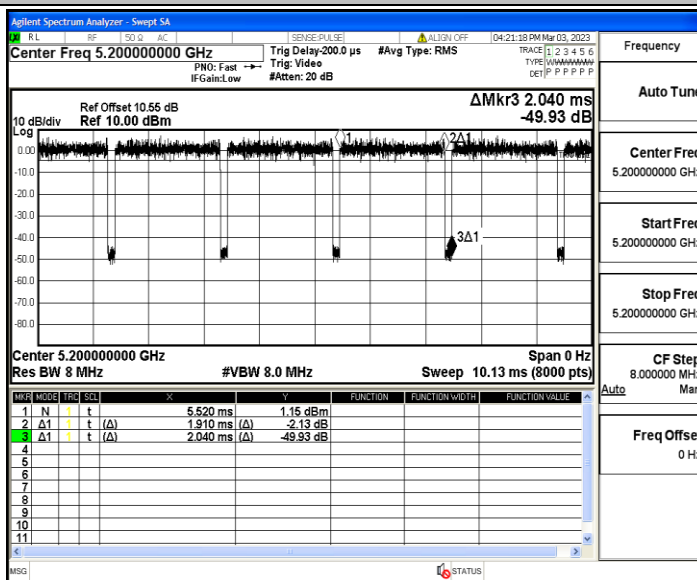 Agilent Spectrum Analyzer - Swept SA
RL RF 50 Ω AC SENSE:PULSE ALIGN OFF 04:21:18 PM Mar 03, 2023
Center Freq 5.200000000 GHz
PNO: Fast
IFGain:Low
Trig Delay-200.0 µs
Trig: Video
#Atten: 20 dB
#Avg Type: RMS
TRACE 1 2 3 4 5 6
TYPE WWWWWW
DET P P P P P P
Ref Offset 10.55 dB
10 dB/div Ref 10.00 dBm
ΔMkr3 2.040 ms
-49.93 dB
Log
1
2Δ1
3Δ1
0.00
-10.0
-20.0
-30.0
-40.0
-50.0
-60.0
-70.0
-80.0
Center 5.200000000 GHz Span 0 Hz
Res BW 8 MHz #VBW 8.0 MHz Sweep 10.13 ms (8000 pts)
MKR MODE TRC SCL X Y FUNCTION FUNCTION WIDTH FUNCTION VALUE
1 N 1 t 5.520 ms 1.15 dBm
2 Δ1 1 t (Δ) 1.910 ms (Δ) -2.13 dB
3 Δ1 1 t (Δ) 2.040 ms (Δ) -49.93 dB
4
5
6
7
8
9
10
11
MSG STATUS
Frequency
Auto Tune
Center Freq
5.200000000 GHz
Start Freq
5.200000000 GHz
Stop Freq
5.200000000 GHz
CF Step
8.000000 MHz
Auto Man
Freq Offset
0 Hz